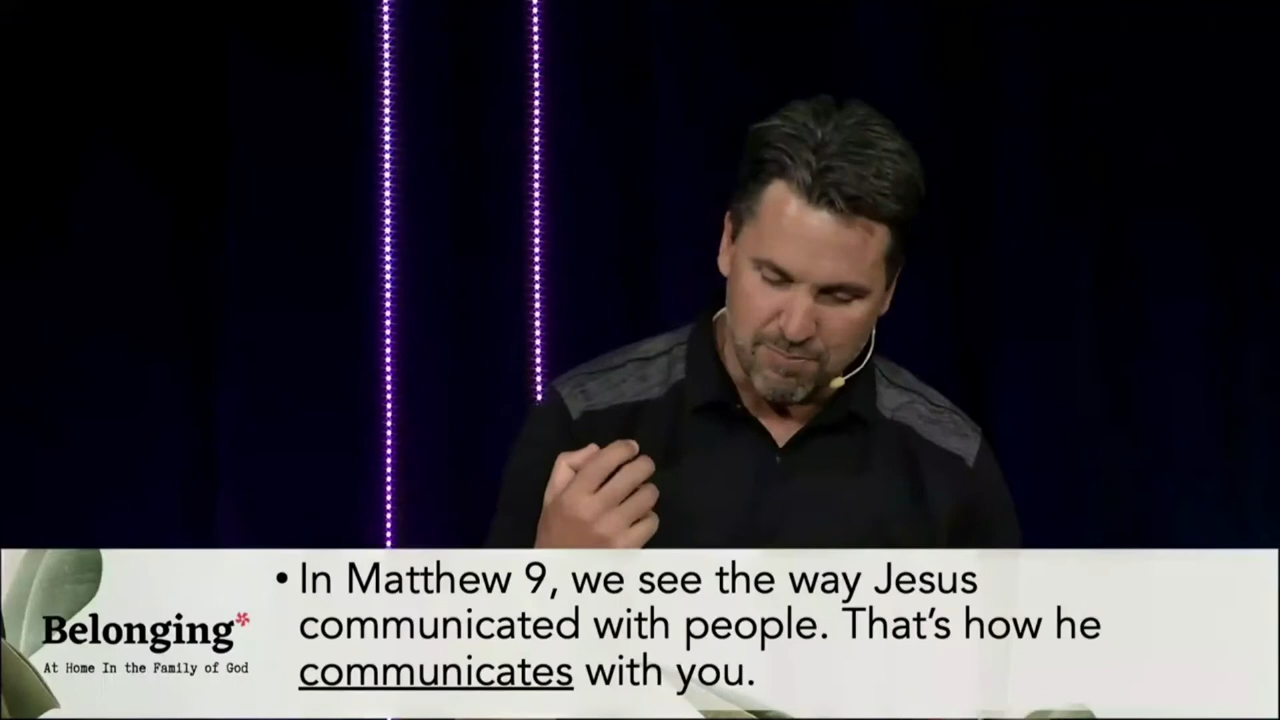 Belonging*
At Home In the Family of God
• In Matthew 9, we see the way Jesus
communicated with people. That's how he
communicates with you.